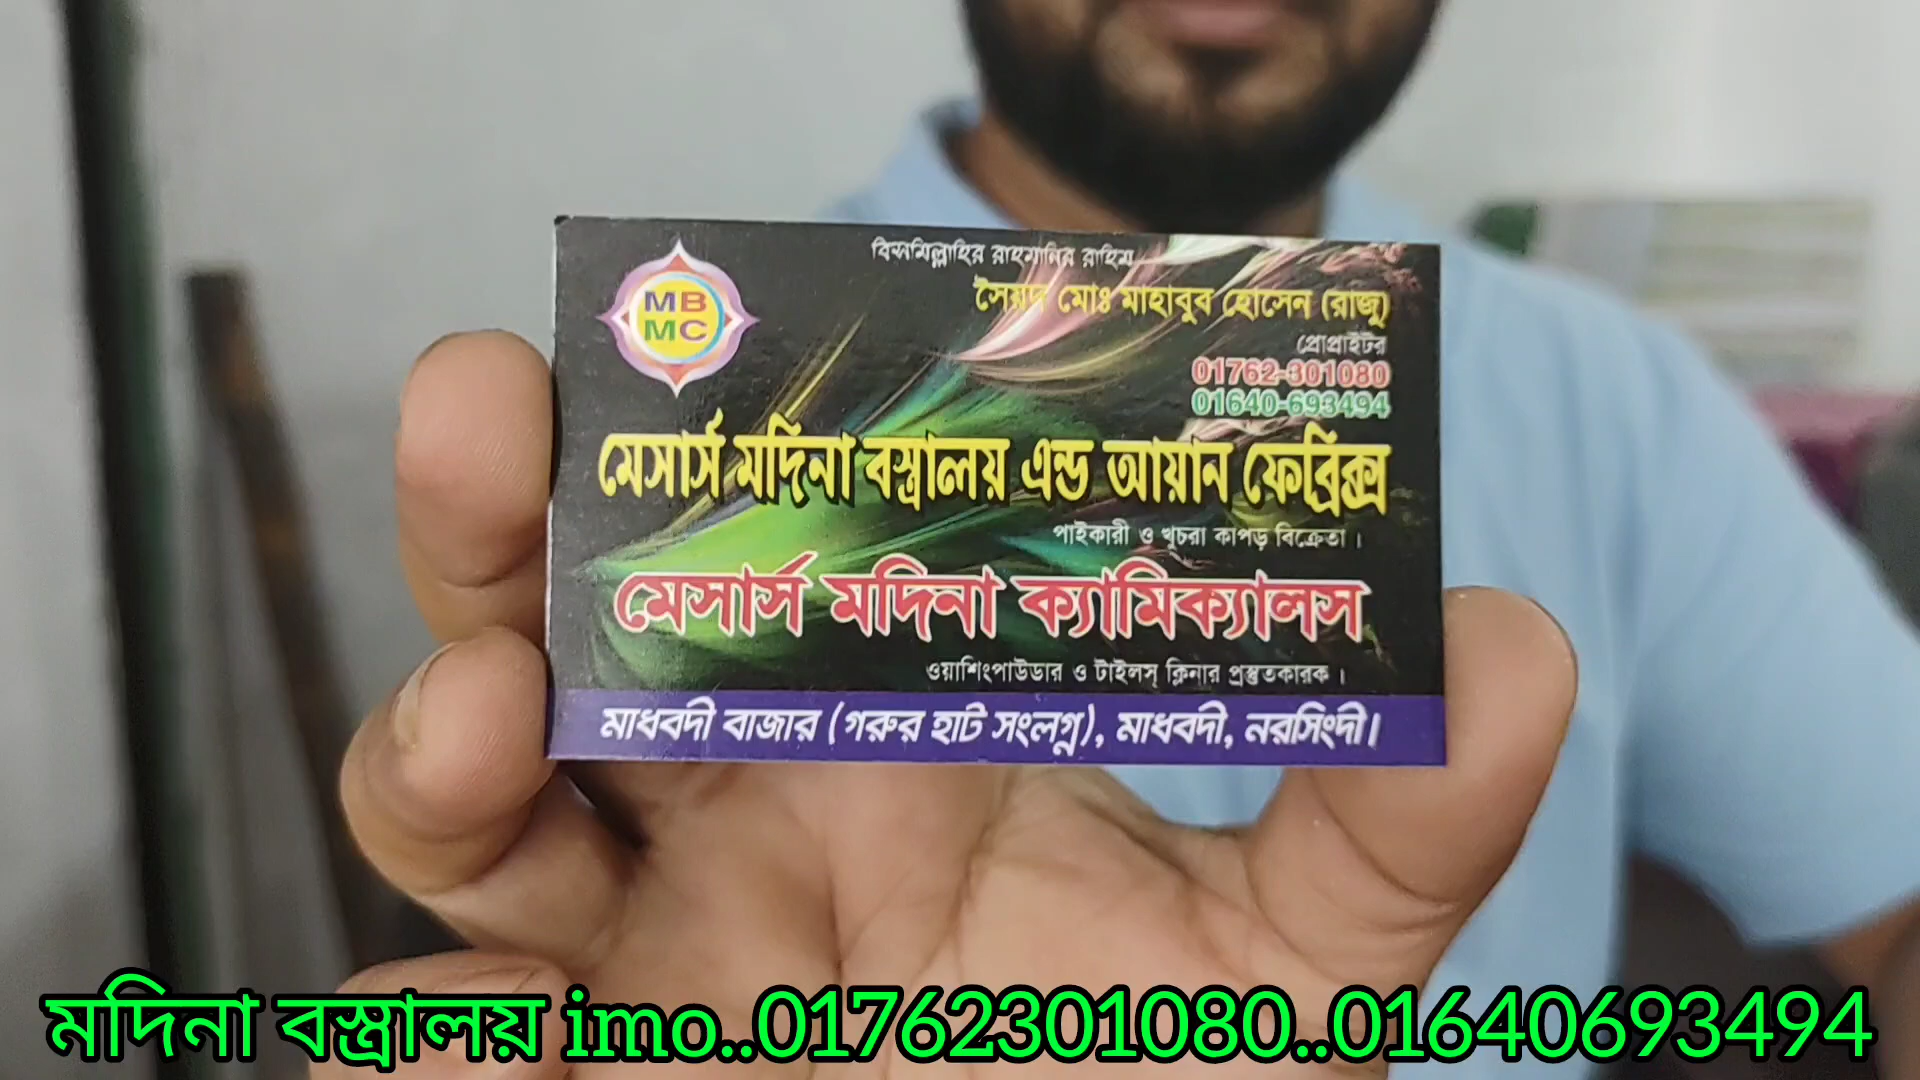 বিসমিল্লাহির রাহমানির রাহিম
MB
MC
সৈয়দ মোঃ মাহাবুব হোসেন (রাজু)
প্রোপ্রাইটর
01762-301080
01640-693494
মেসার্স মদিনা বস্ত্রালয় এন্ড আয়ান ফেব্রিক্স
পাইকারী ও খুচরা কাপড় বিক্রেতা।
মেসার্স মদিনা ক্যামিক্যালস
ওয়াশিংপাউডার ও টাইলস্ ক্লিনার প্রস্তুতকারক।
মাধবদী বাজার (গরুর হাট সংলগ্ন), মাধবদী, নরসিংদী।
মদিনা বস্ত্রালয় imo..01762301080..01640693494